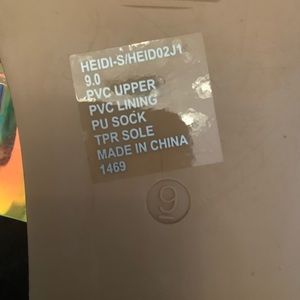 HEIDI-S/HEID02J1
9.0
PVC UPPER
PVC LINING
PU SOCK
TPR SOLE
MADE IN CHINA
1469
9